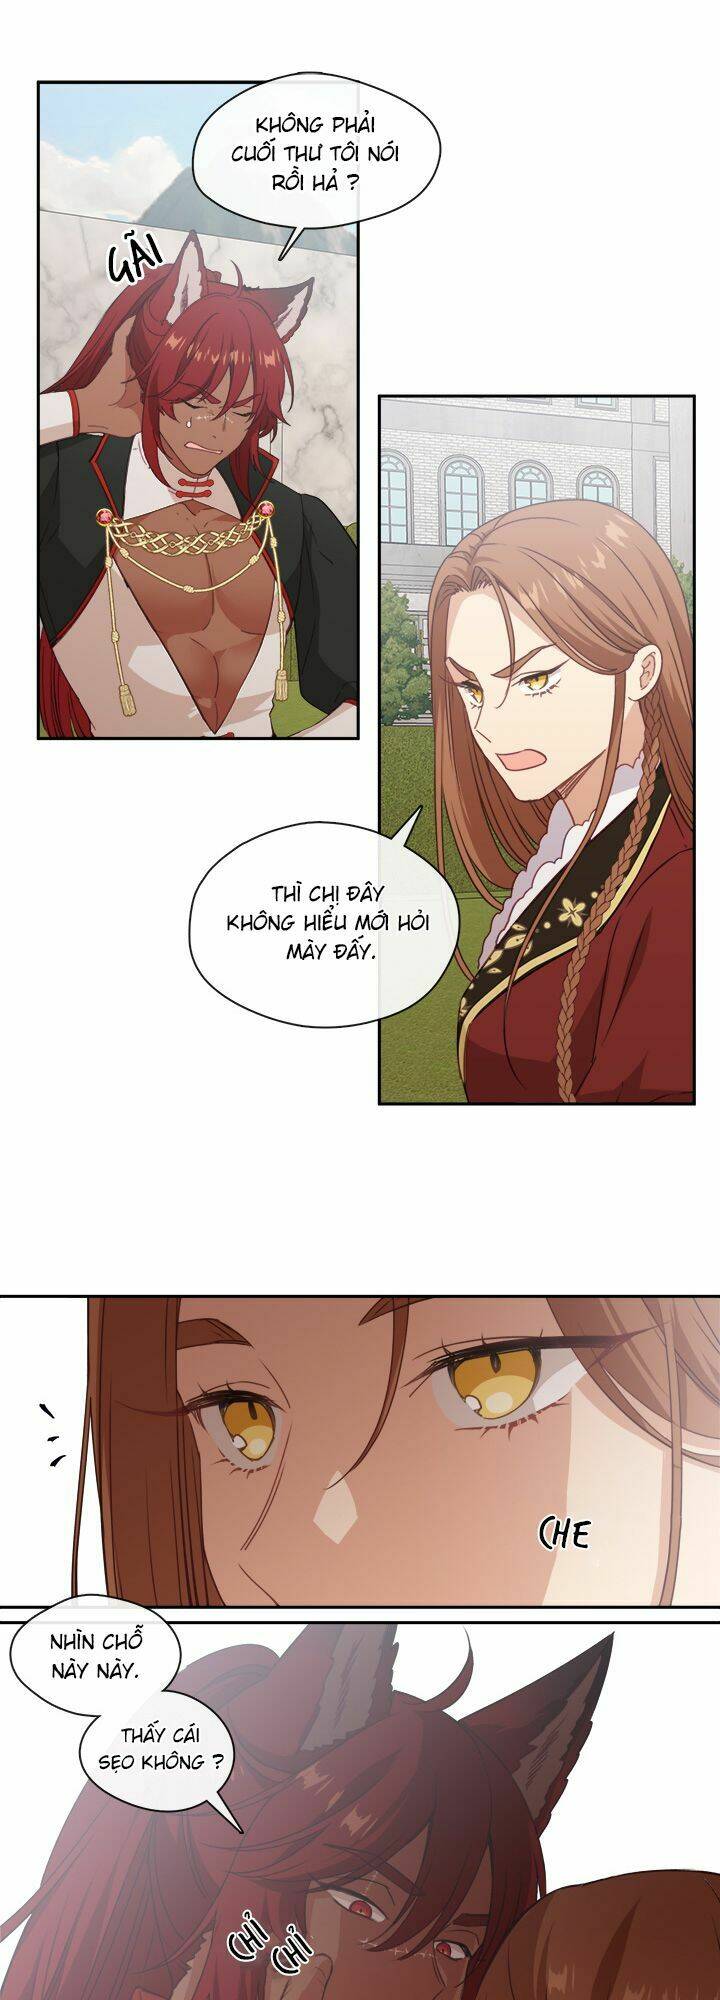 KHÔNG PHẢI
CUỐI THƯ TÔI NÓI
RỒI HẢ ?
GÃI
THÌ CHỊ ĐÂY
KHÔNG HIỂU MỚI HỎI
MÀY ĐẤY.
CHE
NHÌN CHỖ
NÀY NÀY.
THẤY CÁI
SẸO KHÔNG ?
CHỈ
CHỈ